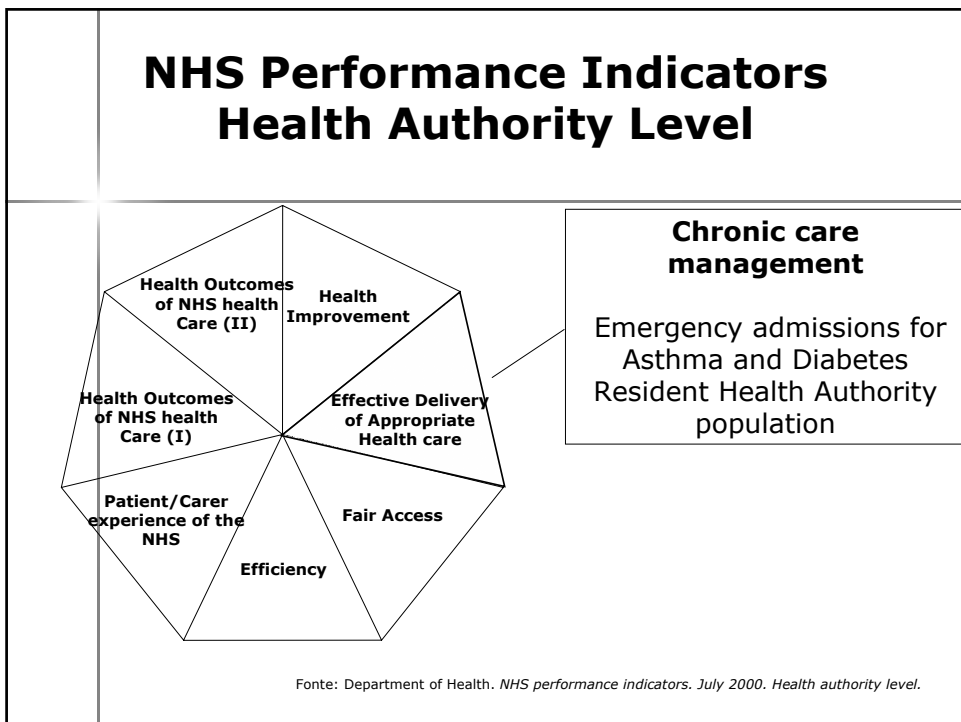 NHS Performance Indicators
Health Authority Level
Health Outcomes
of NHS health
Care (II)
Health
Improvement
Health Outcomes
of NHS health
Care (I)
Effective Delivery
of Appropriate
Health care
Patient/Carer
experience of the
NHS
Fair Access
Efficiency
Chronic care
management
Emergency admissions for
Asthma and Diabetes
Resident Health Authority
population
Fonte: Department of Health. NHS performance indicators. July 2000. Health authority level.